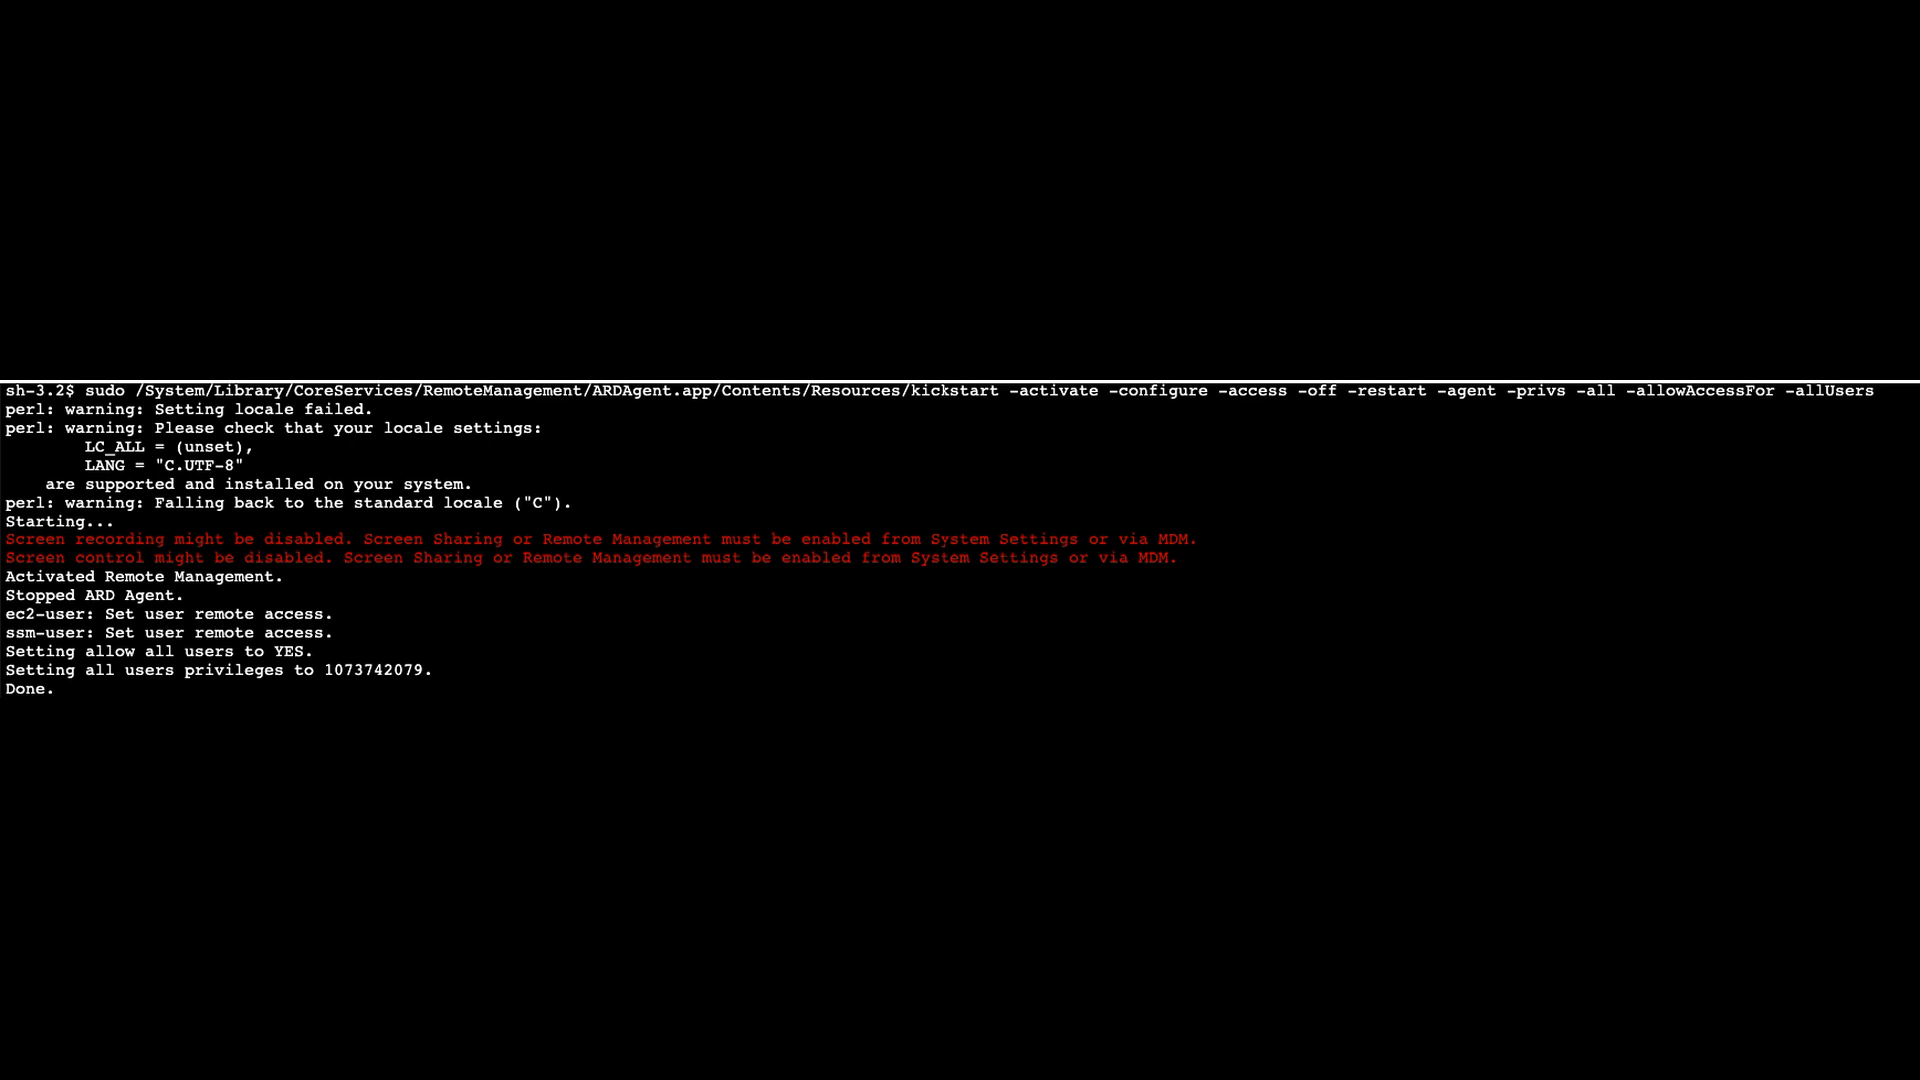 sh-3.2$ sudo /System/Library/CoreServices/RemoteManagement/ARDAgent.app/Contents/Resources/kickstart -activate -configure -access -off -restart -agent -privs -all -allowAccessFor -allUsers
perl: warning: Setting locale failed.
perl: warning: Please check that your locale settings:
        LC_ALL = (unset),
        LANG = "C.UTF-8"
    are supported and installed on your system.
perl: warning: Falling back to the standard locale ("C").
Starting...
Screen recording might be disabled. Screen Sharing or Remote Management must be enabled from System Settings or via MDM.
Screen control might be disabled. Screen Sharing or Remote Management must be enabled from System Settings or via MDM.
Activated Remote Management.
Stopped ARD Agent.
ec2-user: Set user remote access.
ssm-user: Set user remote access.
Setting allow all users to YES.
Setting all users privileges to 1073742079.
Done.